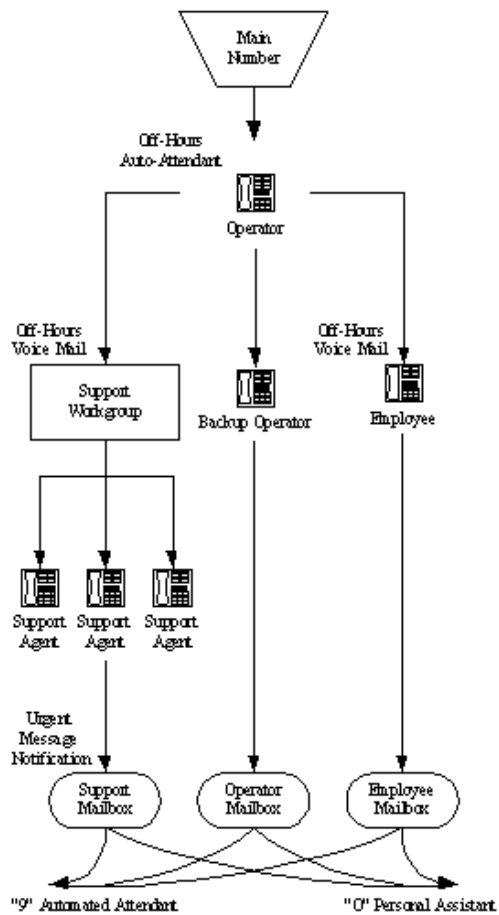 Main
Number
Off-Hours
Auto-Attendant
Operator
Off-Hours
Voice Mail
Off-Hours
Voice Mail
Support
Workgroup
Backup Operator
Employee
Support
Agent
Support
Agent
Support
Agent
Urgent
Message
Notification
Support
Mailbox
Operator
Mailbox
Employee
Mailbox
"9" Automated Attendant
"0" Personal Assistant